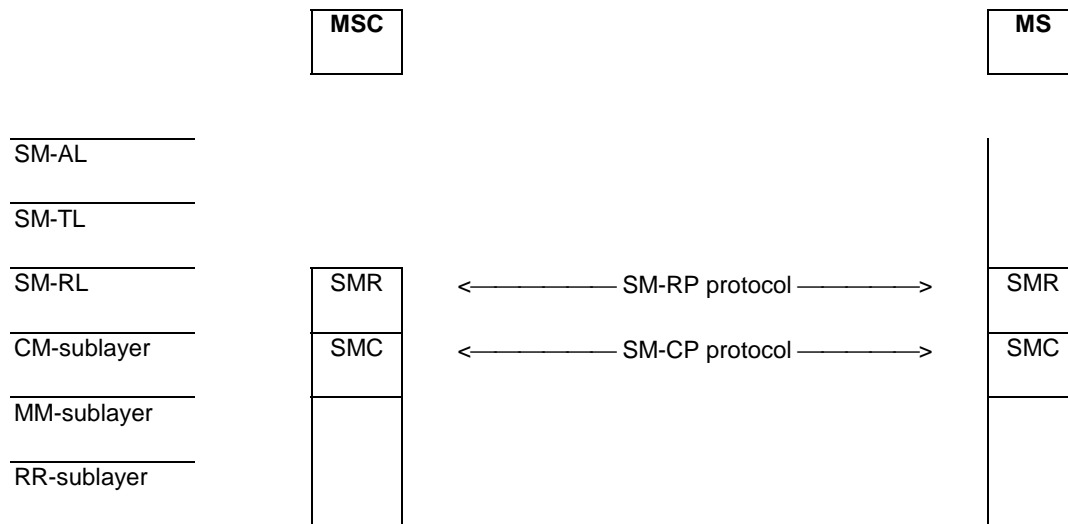 MSC MS
SM-AL
SM-TL
SM-RL SMR <——————— SM-RP protocol ——————> SMR
CM-sublayer SMC <——————— SM-CP protocol ——————> SMC
MM-sublayer
RR-sublayer